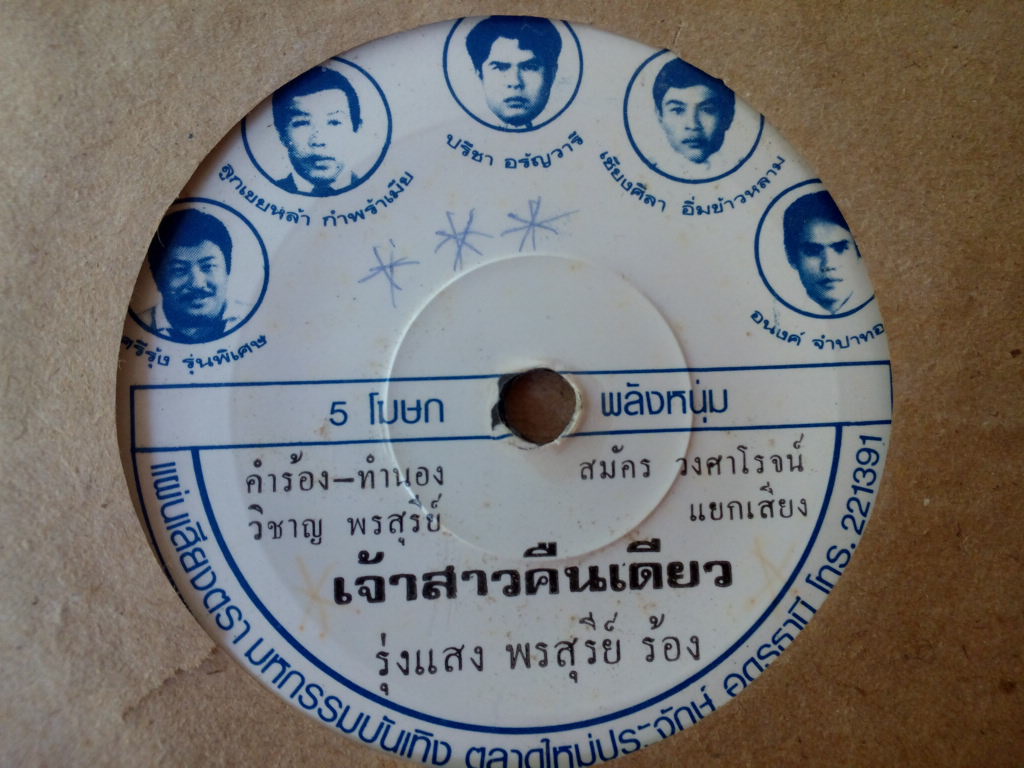 ศรีรุ้ง รุ่นพิเศษ
ลูกเขยหล้า กำพร้าเมีย
ปรีชา อรัญวารี
เซียงศิลา อิ่มข้าวหลาม
อนงค์ จำปาทอ
5 โฆษก พลังหนุ่ม
คำร้อง-ทำนอง สมัคร วงศาโรจน์
วิชาญ พรสุรีย์ แยกเสียง
เจ้าสาวคืนเดียว
รุ่งแสง พรสุรีย์ ร้อง
แผ่นเสียงตรา มหกรรมบันเทิง ตลาดใหม่ประจักษ์ อุดรธานี โทร. 221391